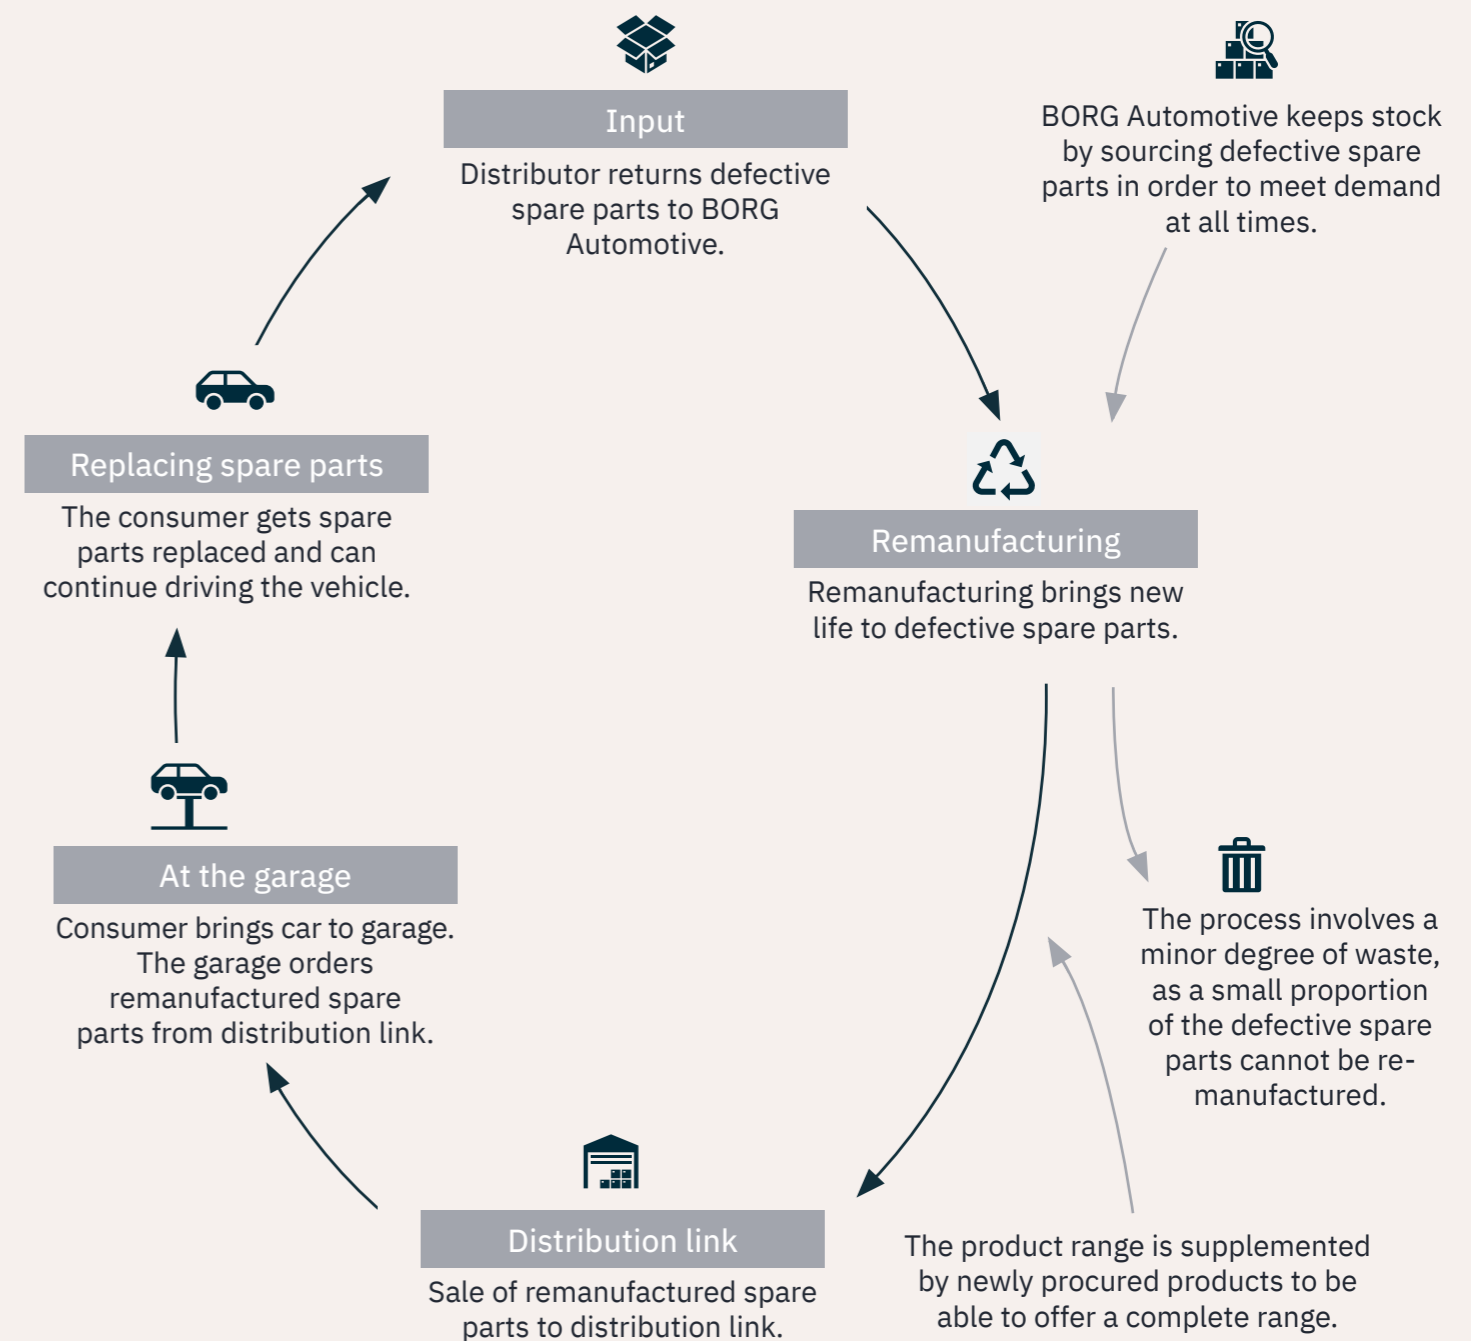 Input
Distributor returns defective
spare parts to BORG
Automotive.
BORG Automotive keeps stock
by sourcing defective spare
parts in order to meet demand
at all times.
Remanufacturing
Remanufacturing brings new
life to defective spare parts.
The process involves a
minor degree of waste,
as a small proportion
of the defective spare
parts cannot be re-
manufactured.
The product range is supplemented
by newly procured products to be
able to offer a complete range.
Distribution link
Sale of remanufactured spare
parts to distribution link.
At the garage
Consumer brings car to garage.
The garage orders
remanufactured spare
parts from distribution link.
Replacing spare parts
The consumer gets spare
parts replaced and can
continue driving the vehicle.